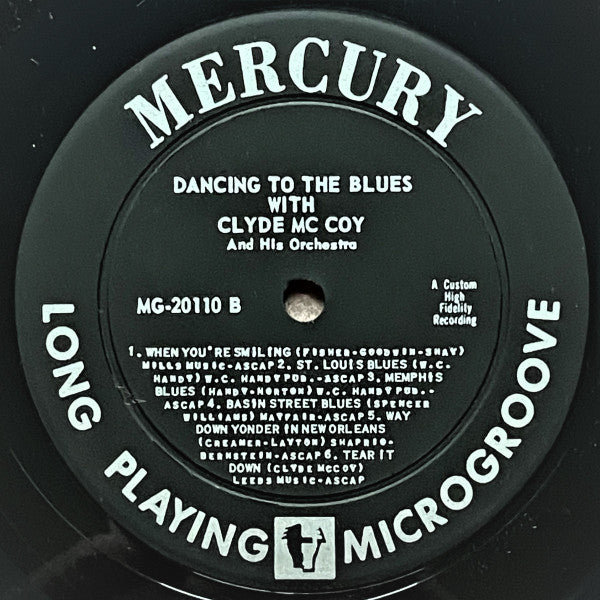 MERCURY
DANCING TO THE BLUES
WITH
CLYDE MC COY
And His Orchestra
MG-20110 B
A Custom
High
Fidelity
Recording
1. WHEN YOU'RE SMILING (FISHER-GOODWIN-SHAY)
MILLS MUSIC-ASCAP 2. ST. LOUIS BLUES (W.C.
HANDY) W.C. HANDY PUB.-ASCAP 3. MEMPHIS
BLUES (HANDY-NORTON) W.C. HANDY PUB.-
ASCAP 4. BASIN STREET BLUES (SPENCER
WILLIAMS) MAYFAIR-ASCAP 5. WAY
DOWN YONDER IN NEW ORLEANS
(CREAMER-LAYTON) SHAPRIO-
BERNSTEIN-ASCAP 6. TEAR IT
DOWN (CLYDE McCOY)
LEEDS MUSIC-ASCAP
LONG PLAYING MICROGROOVE